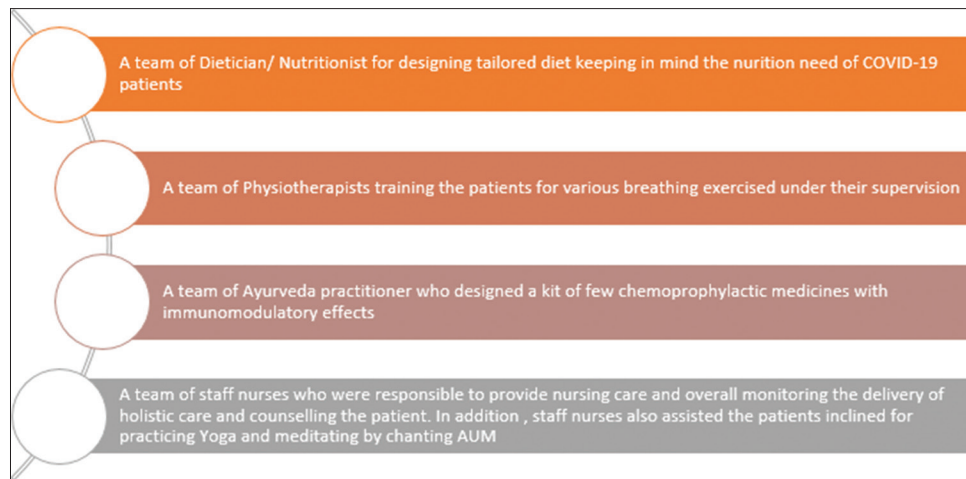 A team of Dietician/ Nutritionist for designing tailored diet keeping in mind the nurition need of COVID-19
patients
A team of Physiotherapists training the patients for various breathing exercised under their supervision
A team of Ayurveda practitioner who designed a kit of few chemoprophylactic medicines with
immunomodulatory effects
A team of staff nurses who were responsible to provide nursing care and overall monitoring the delivery of
holistic care and counselling the patient. In addition , staff nurses also assisted the patients inclined for
practicing Yoga and meditating by chanting AUM